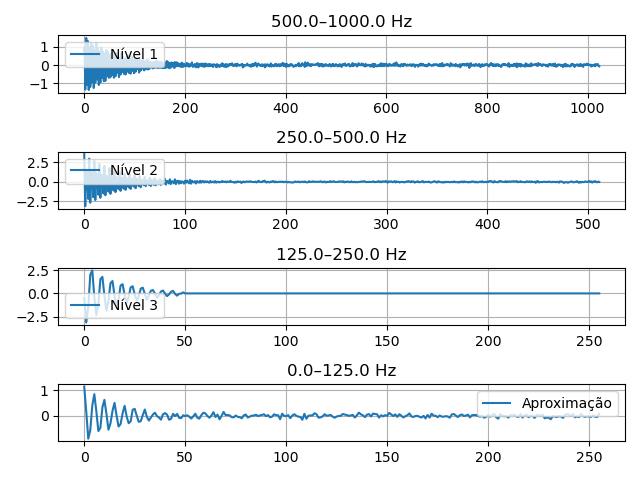 500.0–1000.0 Hz
1
0
−1
Nível 1
0 200 400 600 800 1000
250.0–500.0 Hz
2.5
0.0
−2.5
Nível 2
0 100 200 300 400 500
125.0–250.0 Hz
2.5
0.0
−2.5
Nível 3
0 50 100 150 200 250
0.0–125.0 Hz
1
0
Aproximação
0 50 100 150 200 250